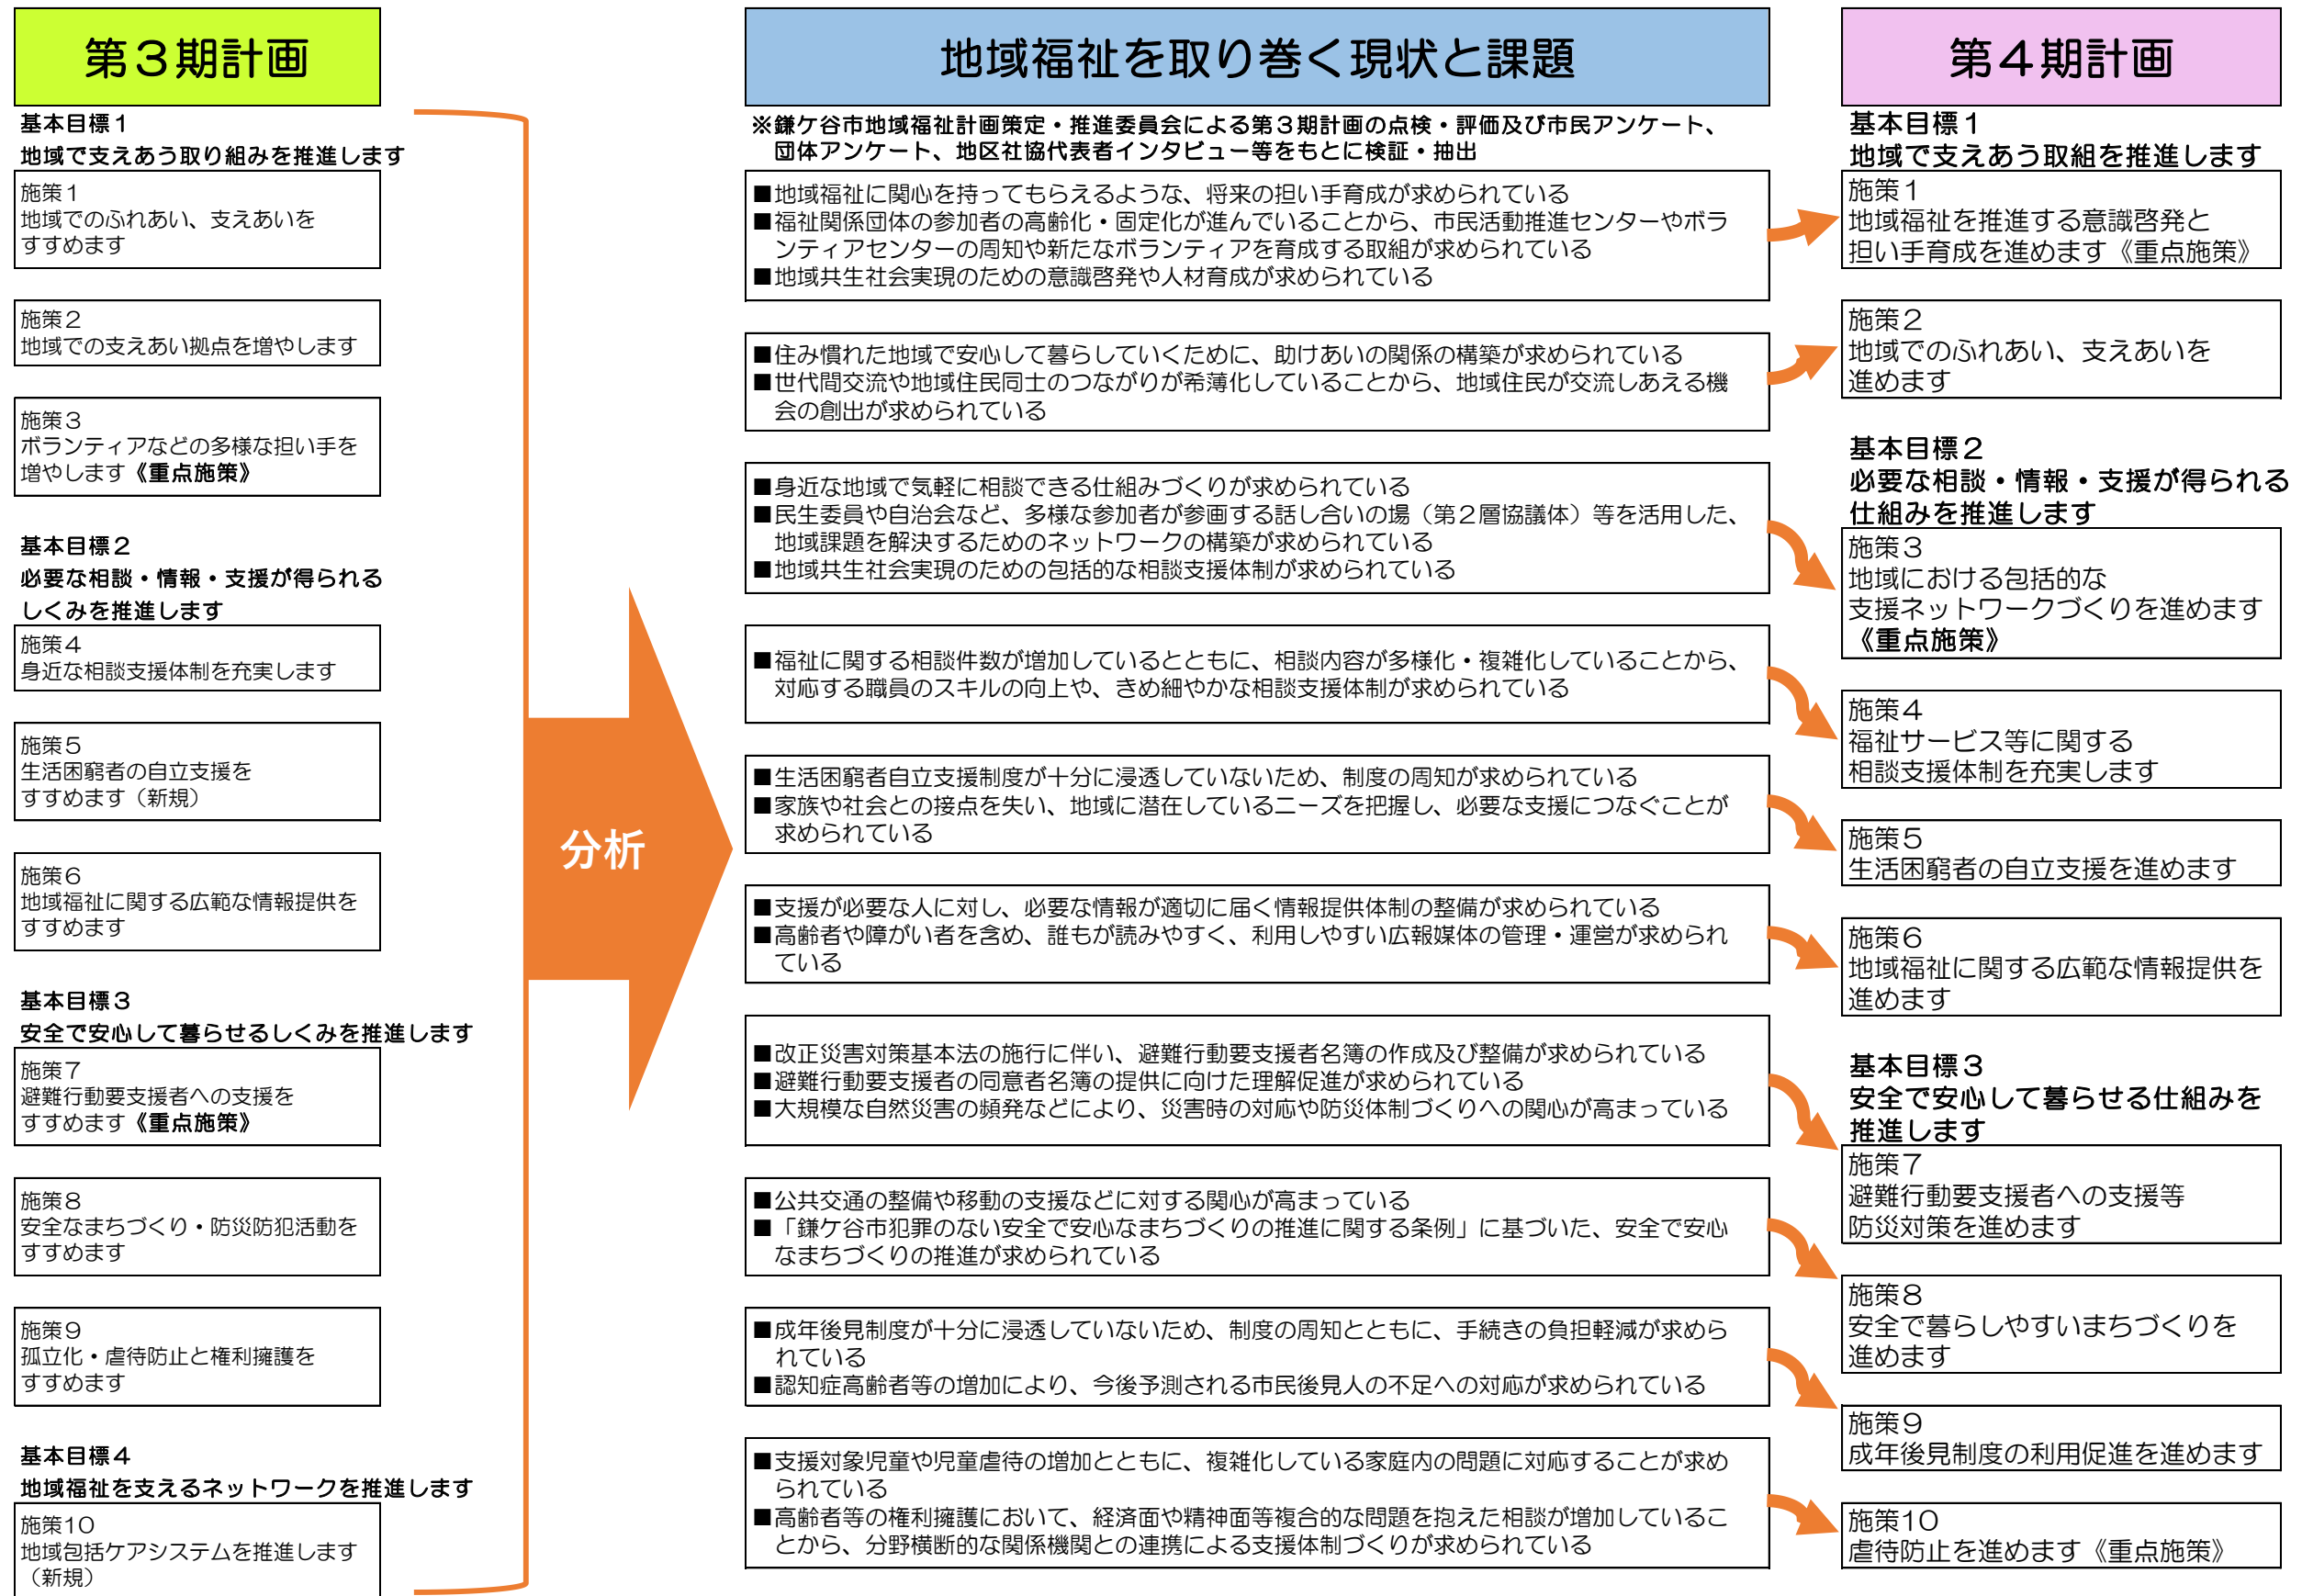 第３期計画
基本目標１
地域で支えあう取り組みを推進します
施策１
地域でのふれあい、支えあいを
すすめます
施策２
地域での支えあい拠点を増やします
施策３
ボランティアなどの多様な担い手を
増やします《重点施策》
基本目標２
必要な相談・情報・支援が得られる
しくみを推進します
施策４
身近な相談支援体制を充実します
施策５
生活困窮者の自立支援を
すすめます（新規）
施策６
地域福祉に関する広範な情報提供を
すすめます
基本目標３
安全で安心して暮らせるしくみを推進します
施策７
避難行動要支援者への支援を
すすめます《重点施策》
施策８
安全なまちづくり・防災防犯活動を
すすめます
施策９
孤立化・虐待防止と権利擁護を
すすめます
基本目標４
地域福祉を支えるネットワークを推進します
施策10
地域包括ケアシステムを推進します
（新規）
分析
地域福祉を取り巻く現状と課題
※鎌ケ谷市地域福祉計画策定・推進委員会による第３期計画の点検・評価及び市民アンケート、
団体アンケート、地区社協代表者インタビュー等をもとに検証・抽出
■地域福祉に関心を持ってもらえるような、将来の担い手育成が求められている
■福祉関係団体の参加者の高齢化・固定化が進んでいることから、市民活動推進センターやボラ
ンティアセンターの周知や新たなボランティアを育成する取組が求められている
■地域共生社会実現のための意識啓発や人材育成が求められている
■住み慣れた地域で安心して暮らしていくために、助けあいの関係の構築が求められている
■世代間交流や地域住民同士のつながりが希薄化していることから、地域住民が交流しあえる機
会の創出が求められている
■身近な地域で気軽に相談できる仕組みづくりが求められている
■民生委員や自治会など、多様な参加者が参画する話し合いの場（第２層協議体）等を活用した、
地域課題を解決するためのネットワークの構築が求められている
■地域共生社会実現のための包括的な相談支援体制が求められている
■福祉に関する相談件数が増加しているとともに、相談内容が多様化・複雑化していることから、
対応する職員のスキルの向上や、きめ細やかな相談支援体制が求められている
■生活困窮者自立支援制度が十分に浸透していないため、制度の周知が求められている
■家族や社会との接点を失い、地域に潜在しているニーズを把握し、必要な支援につなぐことが
求められている
■支援が必要な人に対し、必要な情報が適切に届く情報提供体制の整備が求められている
■高齢者や障がい者を含め、誰もが読みやすく、利用しやすい広報媒体の管理・運営が求められ
ている
■改正災害対策基本法の施行に伴い、避難行動要支援者名簿の作成及び整備が求められている
■避難行動要支援者の同意者名簿の提供に向けた理解促進が求められている
■大規模な自然災害の頻発などにより、災害時の対応や防災体制づくりへの関心が高まっている
■公共交通の整備や移動の支援などに対する関心が高まっている
■「鎌ケ谷市犯罪のない安全で安心なまちづくりの推進に関する条例」に基づいた、安全で安心
なまちづくりの推進が求められている
■成年後見制度が十分に浸透していないため、制度の周知とともに、手続きの負担軽減が求めら
れている
■認知症高齢者等の増加により、今後予測される市民後見人の不足への対応が求められている
■支援対象児童や児童虐待の増加とともに、複雑化している家庭内の問題に対応することが求め
られている
■高齢者等の権利擁護において、経済面や精神面等複合的な問題を抱えた相談が増加しているこ
とから、分野横断的な関係機関との連携による支援体制づくりが求められている
第４期計画
基本目標１
地域で支えあう取組を推進します
施策１
地域福祉を推進する意識啓発と
担い手育成を進めます《重点施策》
施策２
地域でのふれあい、支えあいを
進めます
基本目標２
必要な相談・情報・支援が得られる
仕組みを推進します
施策３
地域における包括的な
支援ネットワークづくりを進めます
《重点施策》
施策４
福祉サービス等に関する
相談支援体制を充実します
施策５
生活困窮者の自立支援を進めます
施策６
地域福祉に関する広範な情報提供を
進めます
基本目標３
安全で安心して暮らせる仕組みを
推進します
施策７
避難行動要支援者への支援等
防災対策を進めます
施策８
安全で暮らしやすいまちづくりを
進めます
施策９
成年後見制度の利用促進を進めます
施策10
虐待防止を進めます《重点施策》